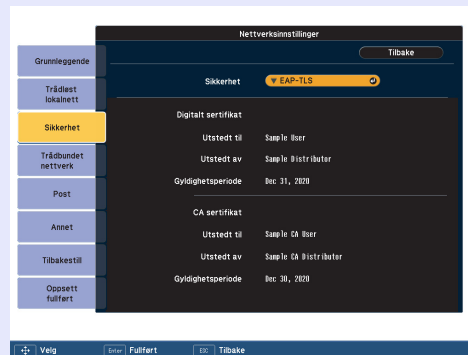 Nettverksinnstilinger
Tilbake
Grunnleggende
Trådløst
lokalnett
Sikkerhet
Trådbundet
nettverk
Post
Annet
Tilbakestill
Oppsett
fullført
Sikkerhet EAP-TLS
Digitalt sertifikat
Utstedt til Sample User
Utstedt av Sample Distributor
Gyldighetsperiode Dec 31, 2020
CA sertifikat
Utstedt til Sample CA User
Utstedt av Sample CA Distributor
Gyldighetsperiode Dec 30, 2020
Velg Enter Fullført ESC Tilbake